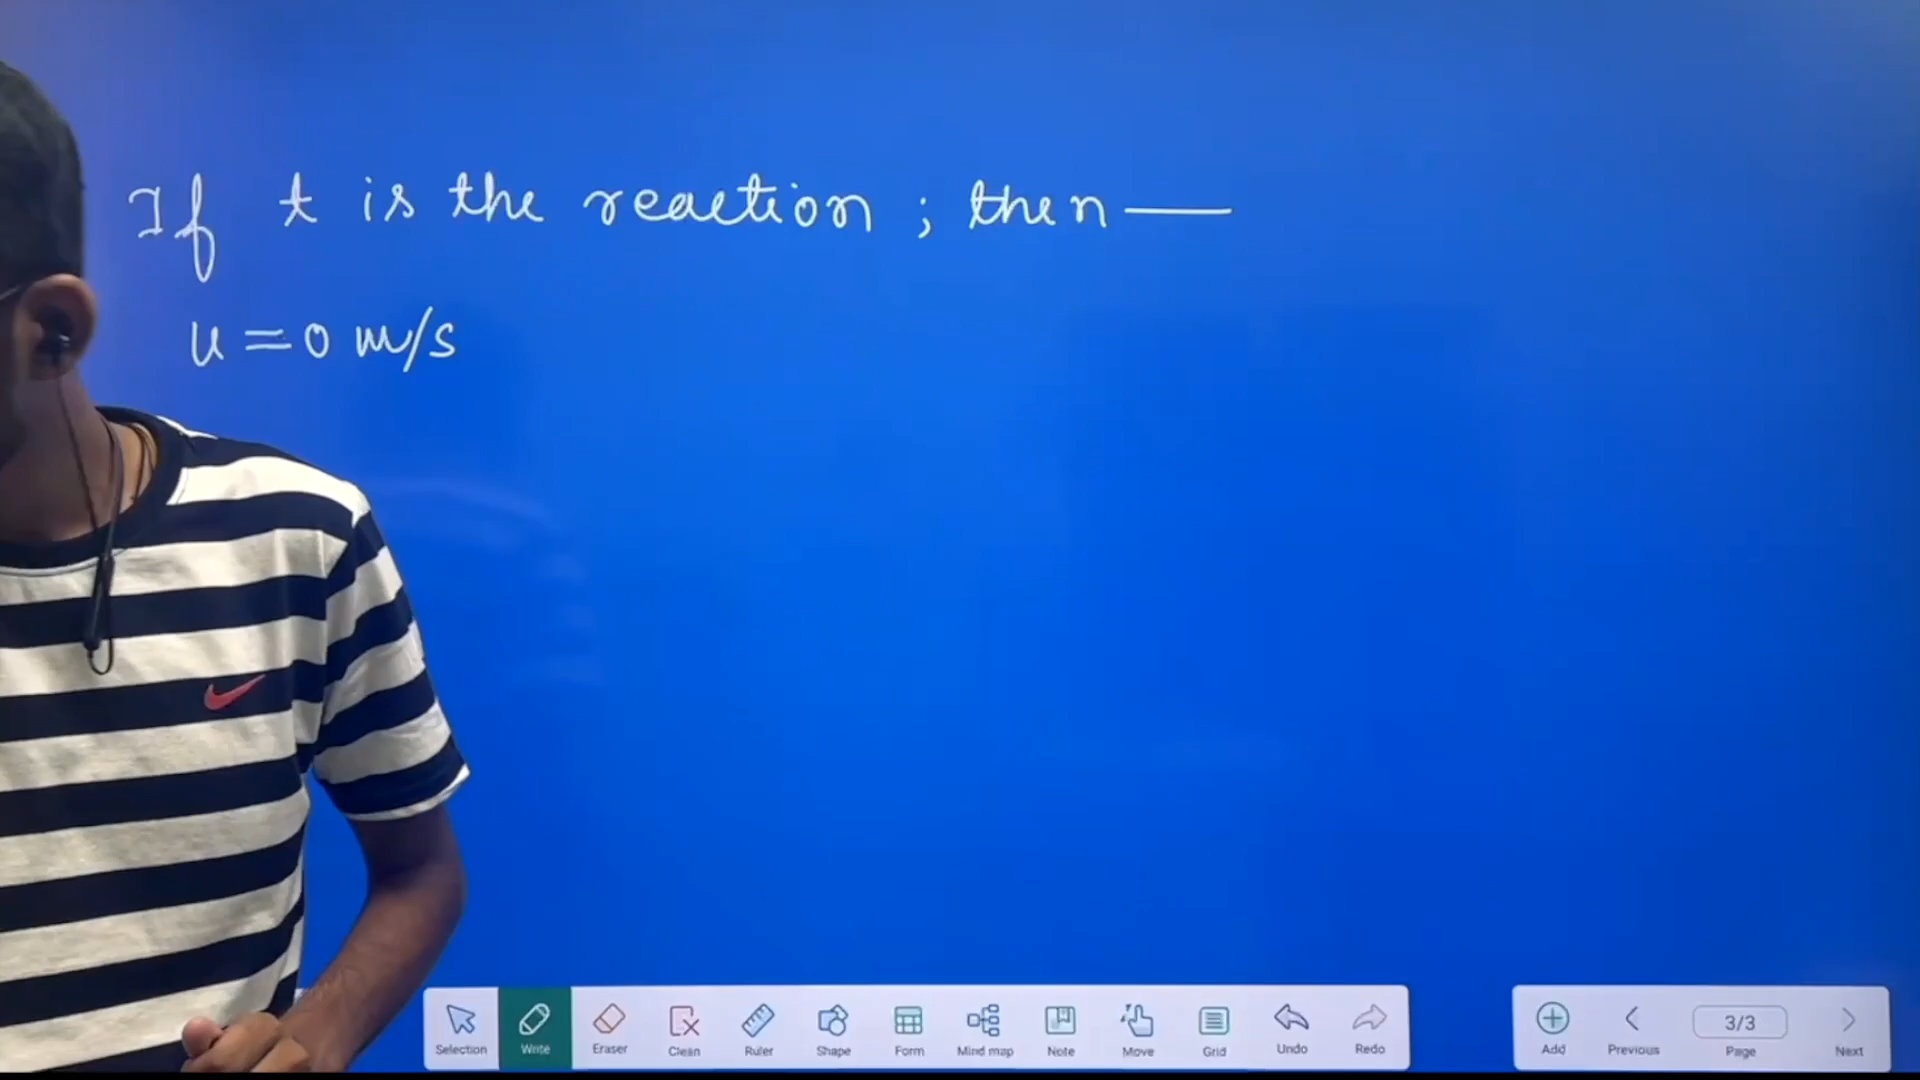 If t is the reaction ; then —
u = 0 m/s
Selection Write Eraser Clean Ruler Shape Form Mind map Note Move Grid Undo Redo
Add Previous 3/3 Page Next